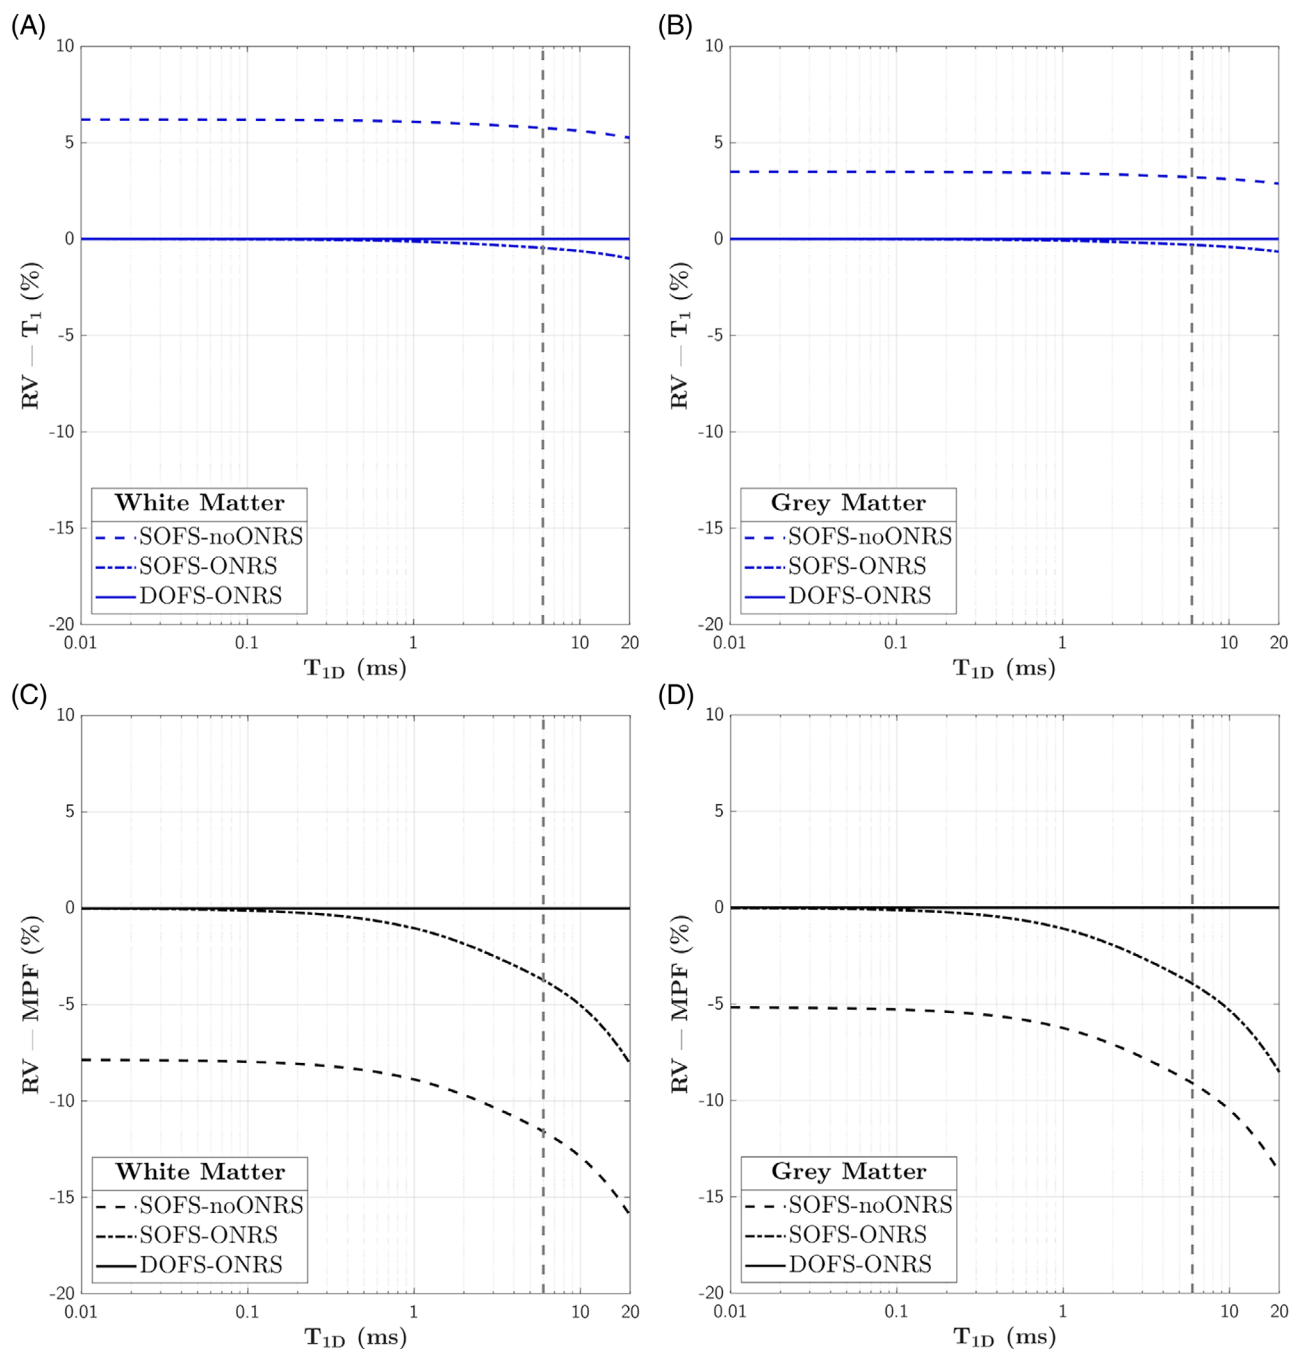 (A)
10
5
0
-5
-10
-15
-20
RV — T1 (%)
White Matter
SOFS-noONRS
SOFS-ONRS
DOFS-ONRS
0.01 0.1 1 10 20
T1D (ms)
(B)
10
5
0
-5
-10
-15
-20
RV — T1 (%)
Grey Matter
SOFS-noONRS
SOFS-ONRS
DOFS-ONRS
0.01 0.1 1 10 20
T1D (ms)
(C)
10
5
0
-5
-10
-15
-20
RV — MPF (%)
White Matter
SOFS-noONRS
SOFS-ONRS
DOFS-ONRS
0.01 0.1 1 10 20
T1D (ms)
(D)
10
5
0
-5
-10
-15
-20
RV — MPF (%)
Grey Matter
SOFS-noONRS
SOFS-ONRS
DOFS-ONRS
0.01 0.1 1 10 20
T1D (ms)